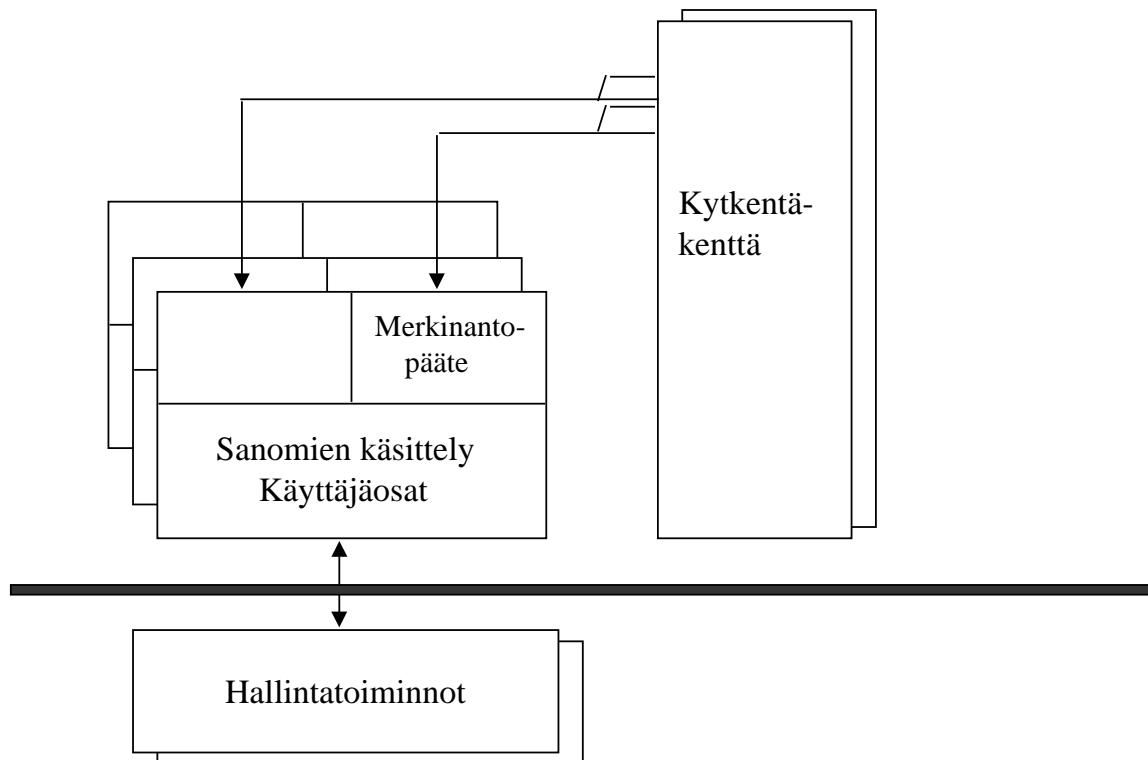 Kytkentä-
kenttä
Merkinanto-
pääte
Sanomien käsittely
Käyttäjäosat
Hallintatoiminnot